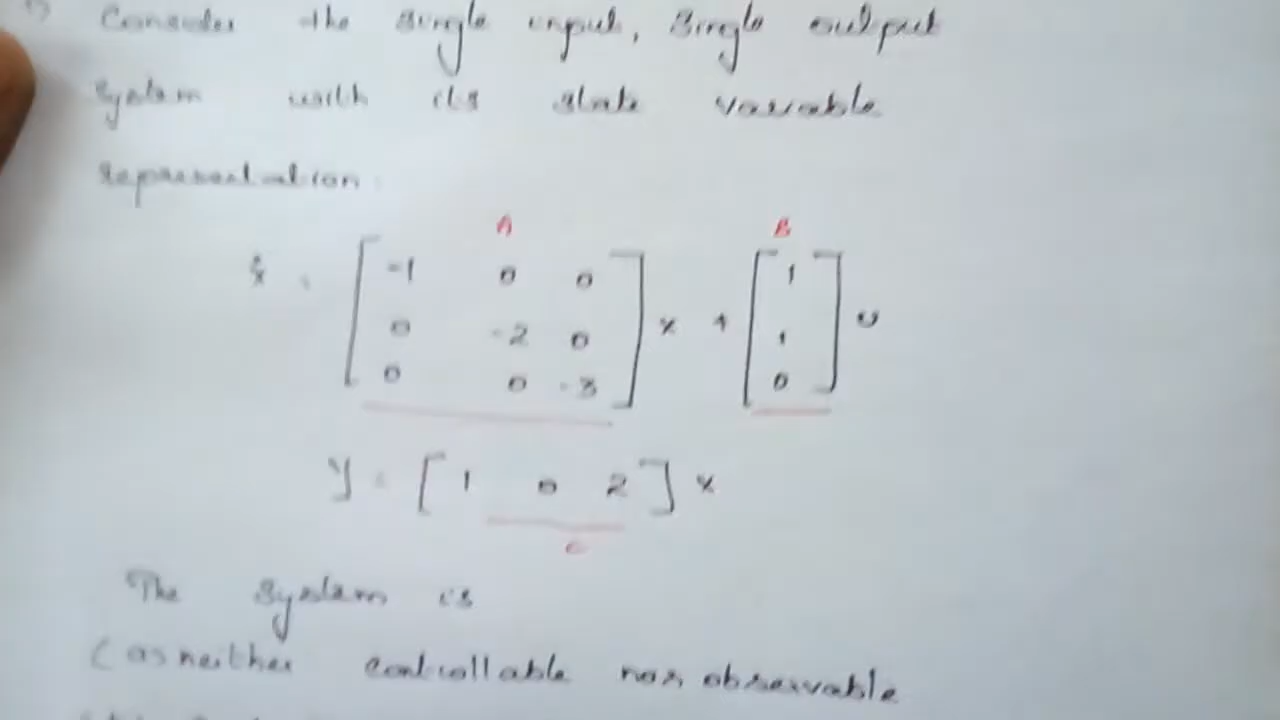 1) Consider the single input, single output
system with its state variable
representation:
A B
ẋ = [ -1 0 0
0 -2 0
0 0 -3 ] x + [ 1
1
0 ] u
y = [ 1 0 2 ] x
C
The system is
(a) neither controllable nor observable